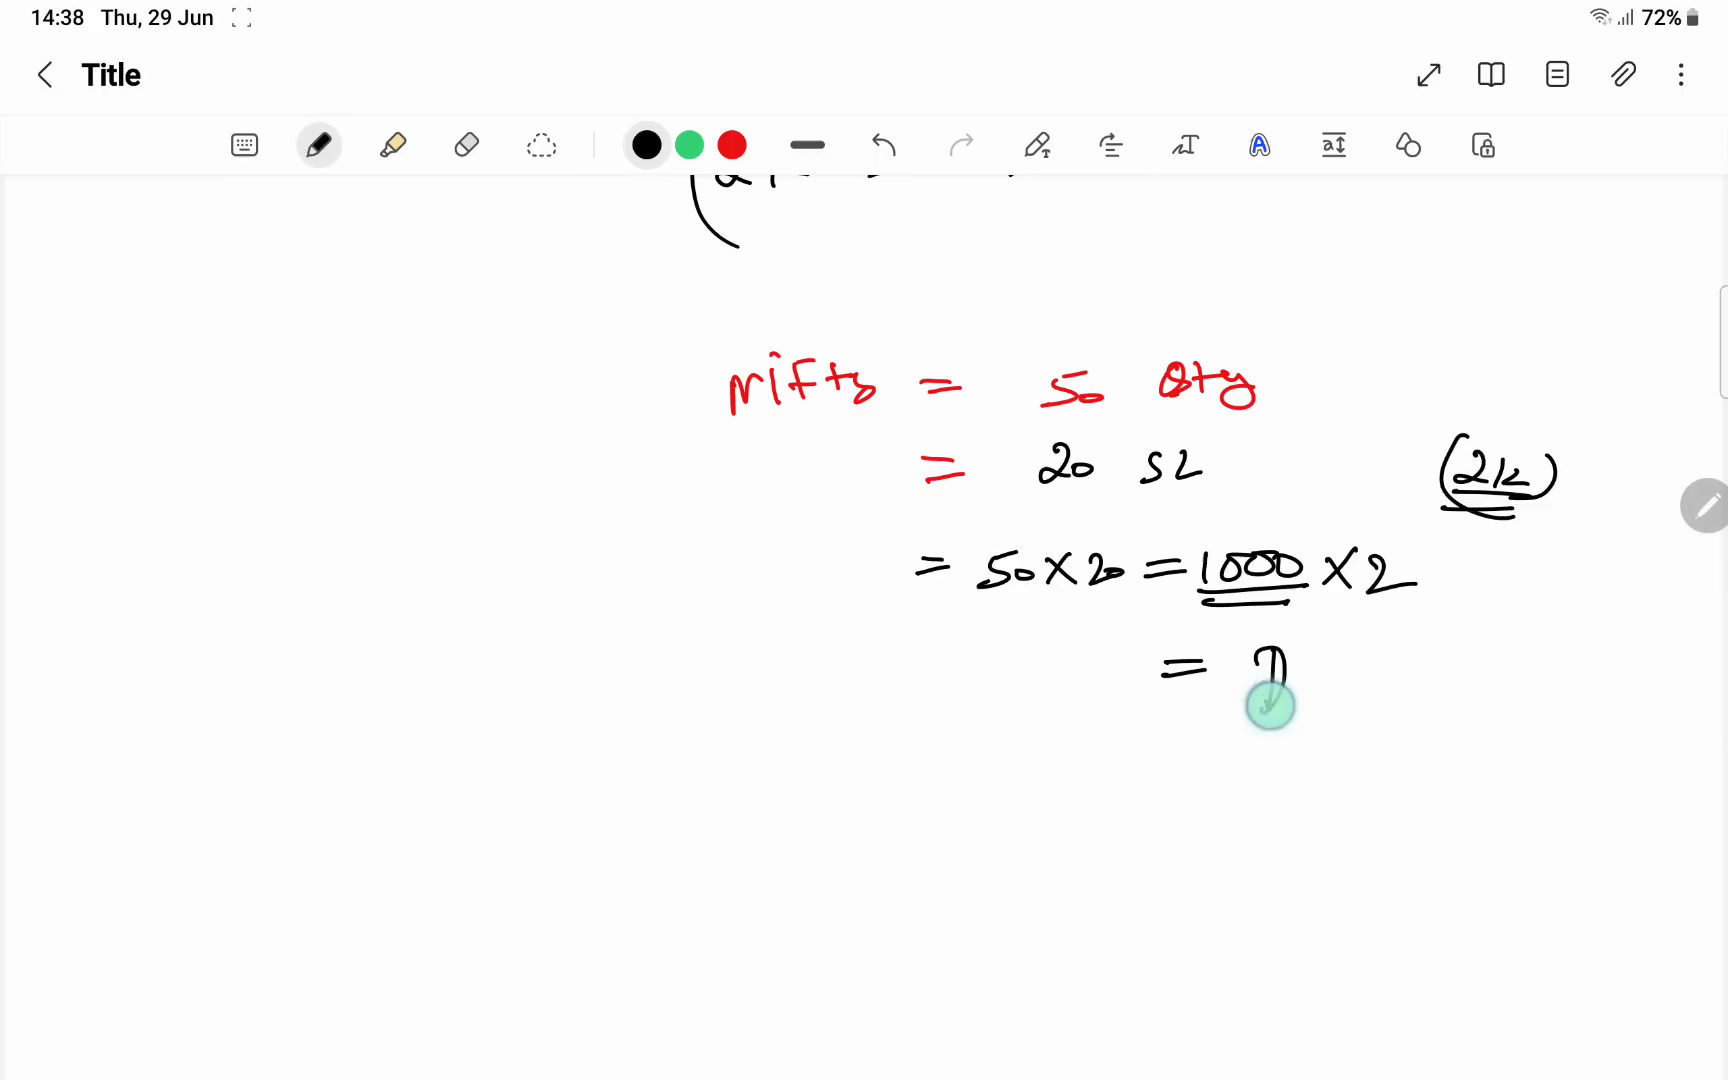 14:38 Thu, 29 Jun 72%
Title
a
A
Nifty = 50 Qty
= 20 SL (2k)
= 50 × 20 = 1000 × 2
=